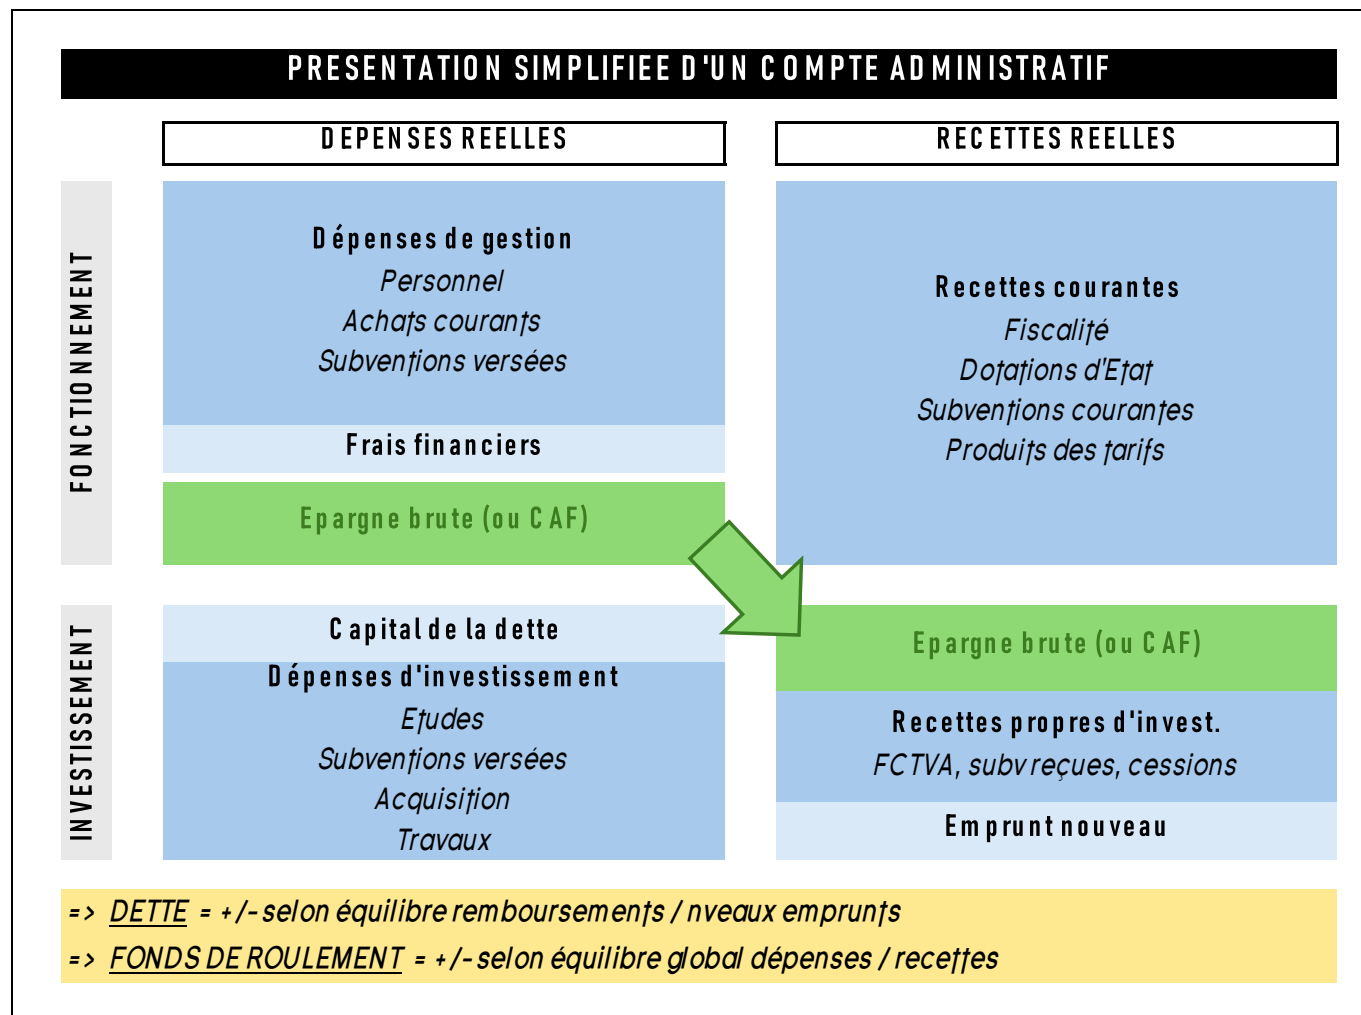 PRESENTATION SIMPLIFIEE D'UN COMPTE ADMINISTRATIF
DEPENSES REELLES
RECETTES REELLES
FONCTIONNEMENT
Dépenses de gestion
Personnel
Achats courants
Subventions versées
Frais financiers
Epargne brute (ou CAF)
Recettes courantes
Fiscalité
Dotations d'Etat
Subventions courantes
Produits des tarifs
INVESTISSEMENT
Capital de la dette
Dépenses d'investissement
Etudes
Subventions versées
Acquisition
Travaux
Epargne brute (ou CAF)
Recettes propres d'invest.
FCTVA, subv reçues, cessions
Emprunt nouveau
=> DETTE = +/- selon équilibre remboursements / nveaux emprunts
=> FONDS DE ROULEMENT = +/- selon équilibre global dépenses / recettes